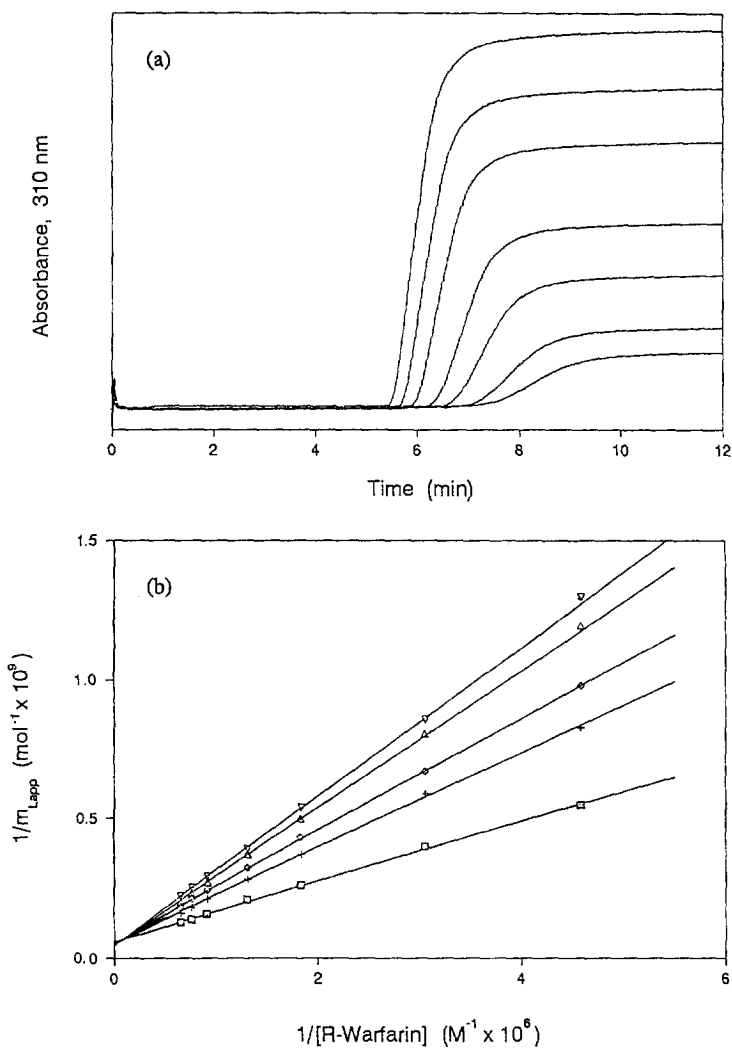 (a)
Absorbance, 310 nm
0 2 4 6 8 10 12
Time (min)
(b)
1.5
1.0
0.5
0.0
1/m_Lapp (mol⁻¹ x 10⁹)
0 2 4 6
1/[R-Warfarin] (M⁻¹ x 10⁶)